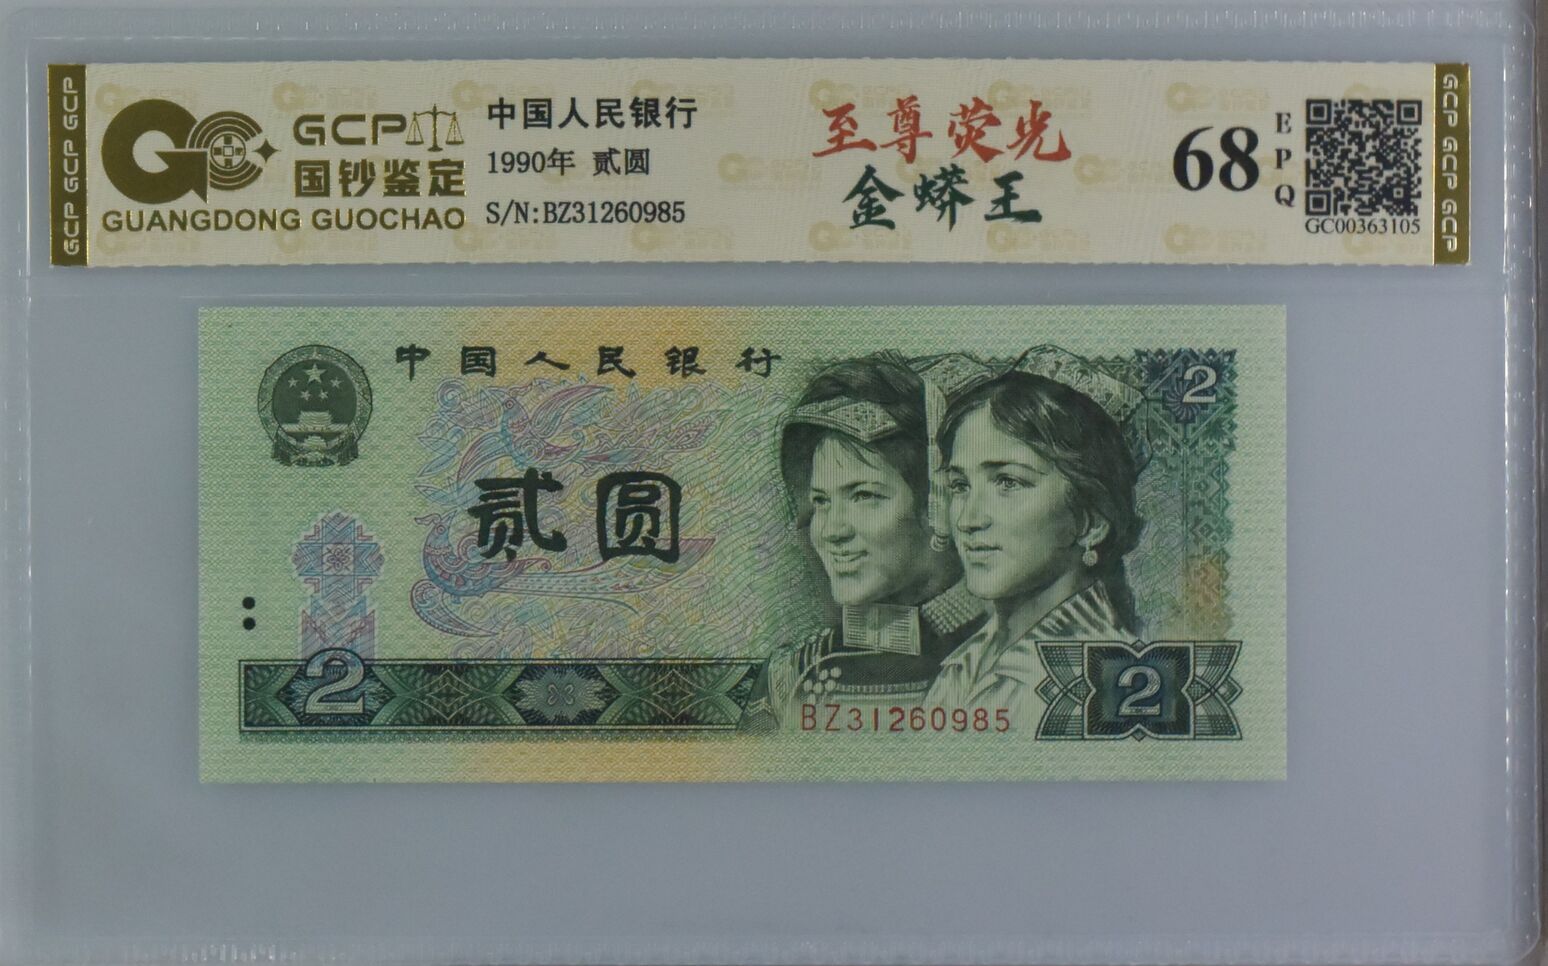 GCP GCP GCP
GCP
国钞鉴定
GUANGDONG GUOCHAO
中国人民银行
1990年 贰圆
S/N:BZ31260985
至尊荧光
金蟒王
68
EPQ
GC00363105
GCP GCP GCP
中国人民银行
2
贰圆
2
2
BZ31260985